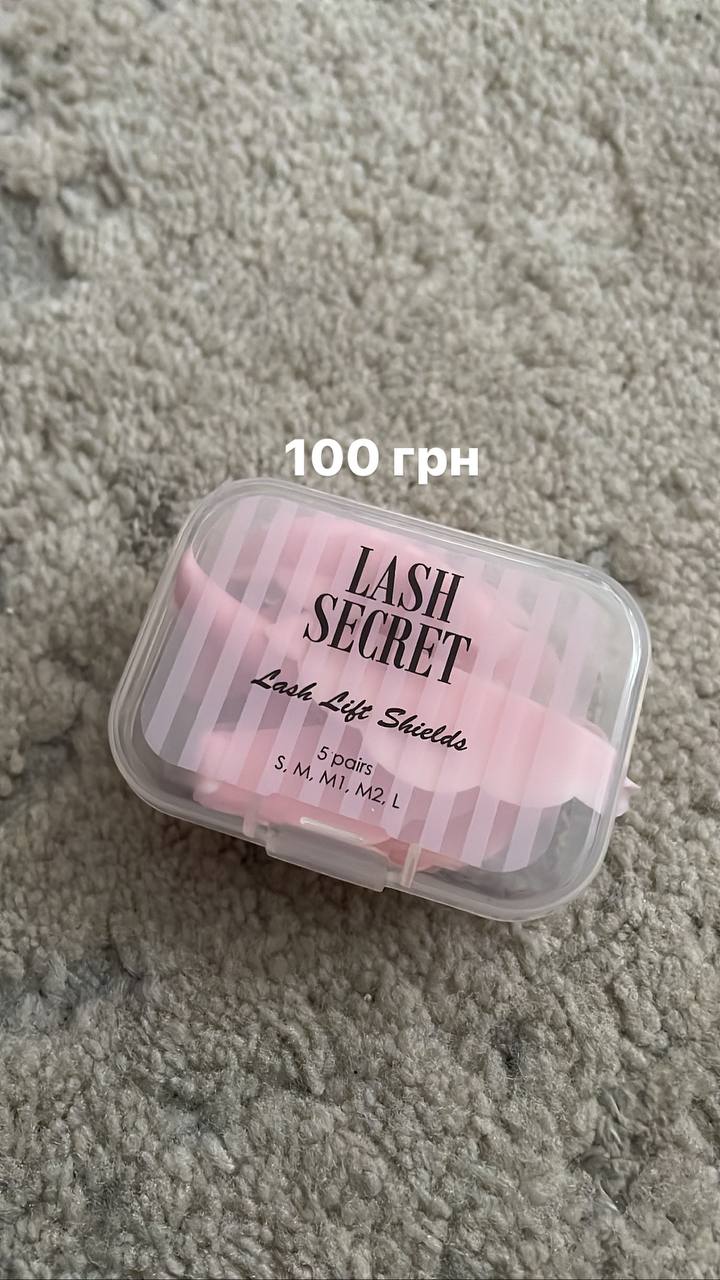 100 грн
LASH
SECRET
Lash Lift Shields
5 pairs
S, M, M1, M2, L